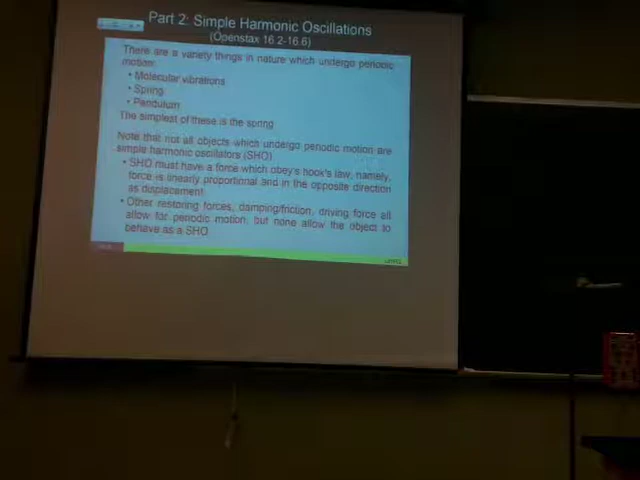 Part 2: Simple Harmonic Oscillations
(Openstax 16.2-16.6)
There are a variety things in nature which undergo periodic
motion:
• Molecular vibrations
• Spring
• Pendulum
The simplest of these is the spring
Note that not all objects which undergo periodic motion are
simple harmonic oscillators (SHO)
• SHO must have a force which obey's hook's law, namely,
force is linearly proportional and in the opposite direction
as displacement
• Other restoring forces, damping/friction, driving force all
allow for periodic motion, but none allow the object to
behave as a SHO